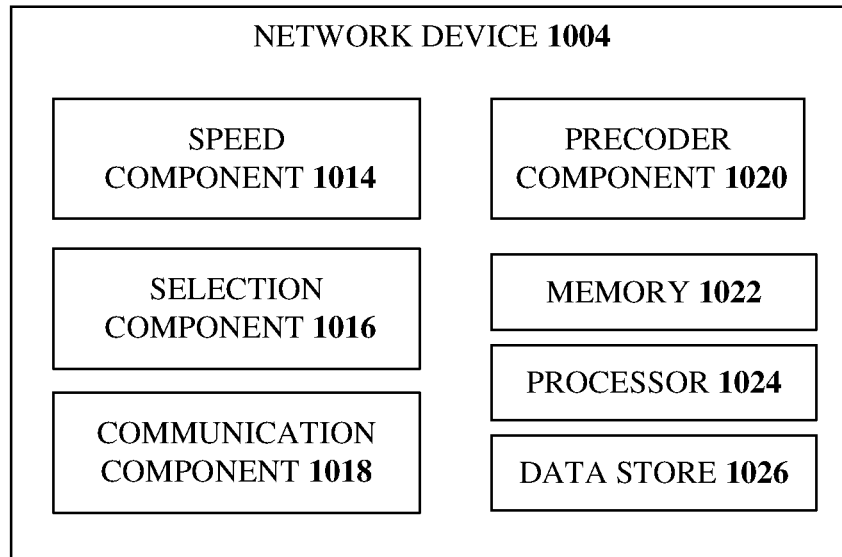 NETWORK DEVICE 1004
SPEED
COMPONENT 1014
SELECTION
COMPONENT 1016
COMMUNICATION
COMPONENT 1018
PRECODER
COMPONENT 1020
MEMORY 1022
PROCESSOR 1024
DATA STORE 1026